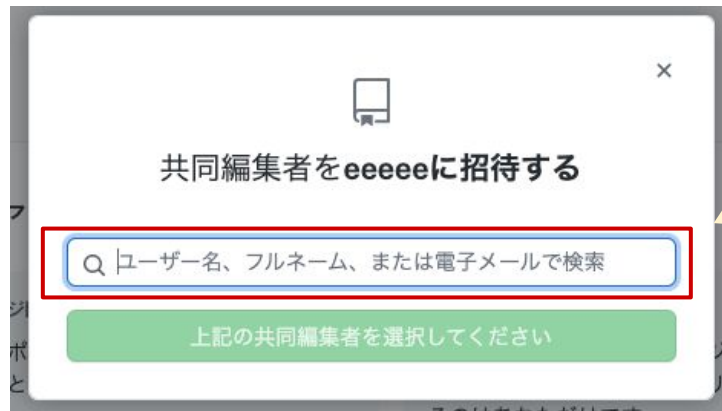 ×
共同編集者をeeeeeに招待する
ユーザー名、フルネーム、または電子メールで検索
上記の共同編集者を選択してください